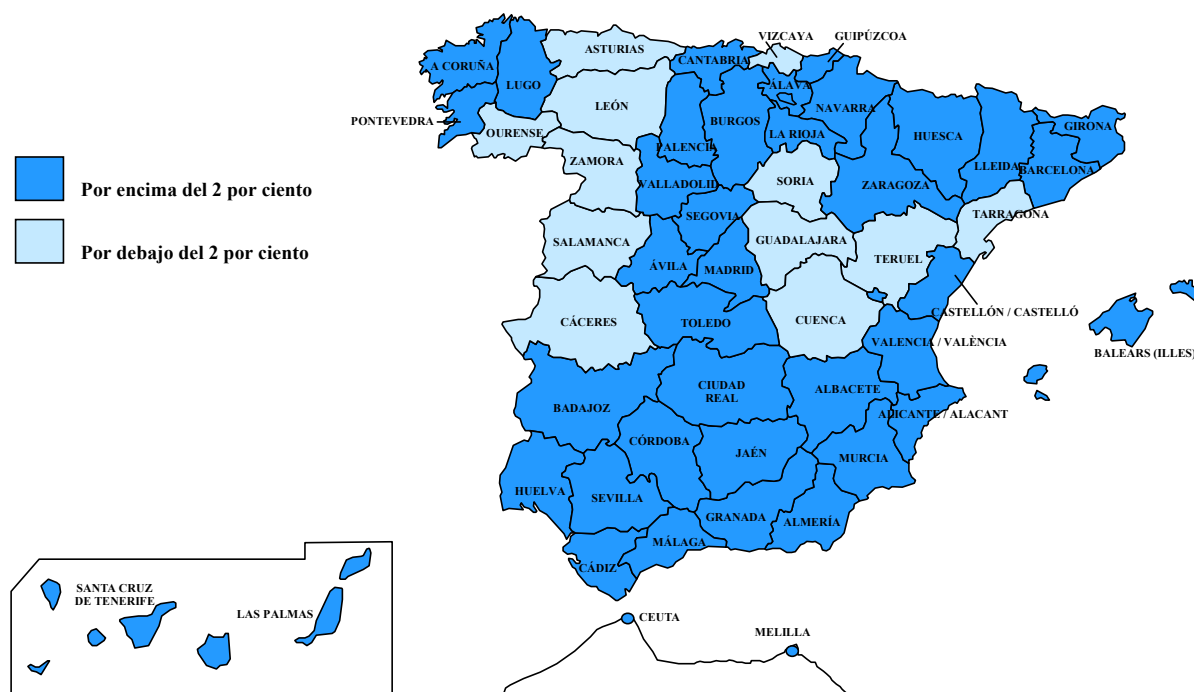 VIZCAYA
GUIPÚZCOA
ASTURIAS
CANTABRIA
A CORUÑA
LUGO
ÁLAVA
LEÓN
NAVARRA
PONTEVEDRA
BURGOS
GIRONA
OURENSE
LA RIOJA
HUESCA
PALENCIA
ZAMORA
LLEIDA
BARCELONA
SORIA
VALLADOLID
ZARAGOZA
Por encima del 2 por ciento
SEGOVIA
TARRAGONA
SALAMANCA
GUADALAJARA
Por debajo del 2 por ciento
TERUEL
ÁVILA
MADRID
CASTELLÓN / CASTELLÓ
CÁCERES
TOLEDO
CUENCA
VALENCIA / VALÈNCIA
BALEARS (ILLES)
CIUDAD
REAL
ALBACETE
BADAJOZ
ALICANTE / ALACANT
CÓRDOBA
JAÉN
MURCIA
HUELVA
SEVILLA
GRANADA
ALMERÍA
MÁLAGA
CÁDIZ
SANTA CRUZ
DE TENERIFE
LAS PALMAS
CEUTA
MELILLA